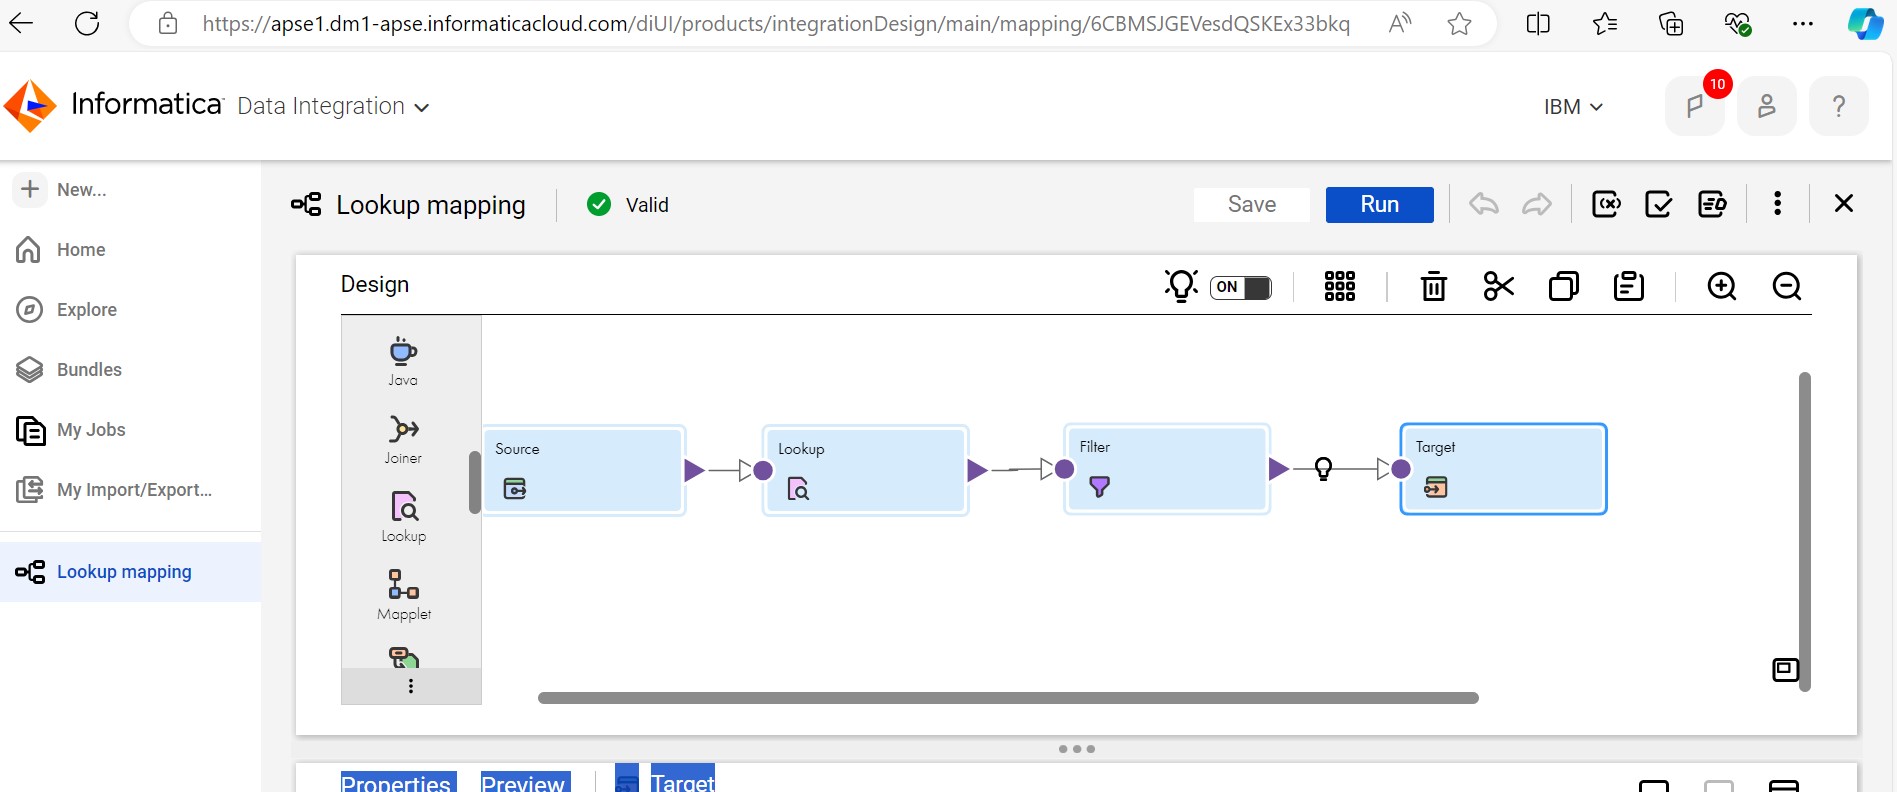 https://apse1.dm1-apse.informaticacloud.com/diUI/products/integrationDesign/main/mapping/6CBMSJGEVesdQSKEx33bkq
Informatica Data Integration
IBM
10
?
New...
Home
Explore
Bundles
My Jobs
My Import/Export...
Lookup mapping
Lookup mapping
Valid
Save
Run
Design
ON
Java
Joiner
Lookup
Mapplet
Source
Lookup
Filter
Target
Properties
Preview
Target